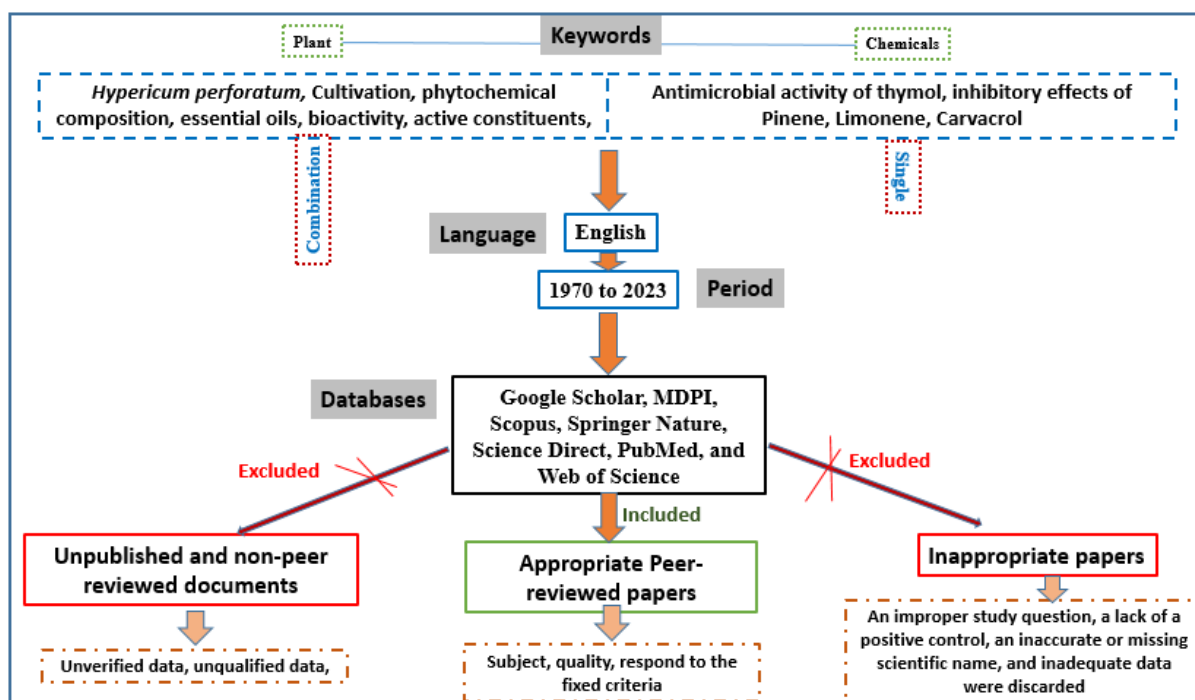 Keywords
Plant
Chemicals
Hypericum perforatum, Cultivation, phytochemical
composition, essential oils, bioactivity, active constituents,
Antimicrobial activity of thymol, inhibitory effects of
Pinene, Limonene, Carvacrol
Combination
Single
Language
English
1970 to 2023
Period
Databases
Google Scholar, MDPI,
Scopus, Springer Nature,
Science Direct, PubMed, and
Web of Science
Excluded
Excluded
Included
Unpublished and non-peer
reviewed documents
Appropriate Peer-
reviewed papers
Inappropriate papers
Unverified data, unqualified data,
Subject, quality, respond to the
fixed criteria
An improper study question, a lack of a
positive control, an inaccurate or missing
scientific name, and inadequate data
were discarded